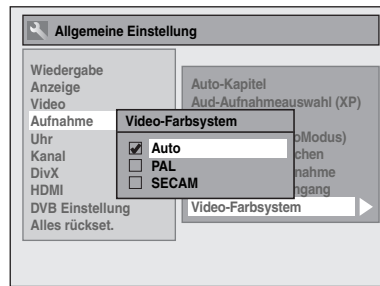 Allgemeine Einstellung
Wiedergabe
Anzeige
Video
Aufnahme
Uhr
Kanal
DivX
HDMI
DVB Einstellung
Alles rückset.
Auto-Kapitel
Aud-Aufnahmeauswahl (XP)
Video-Farbsystem
Auto
PAL
SECAM
Video-Farbsystem